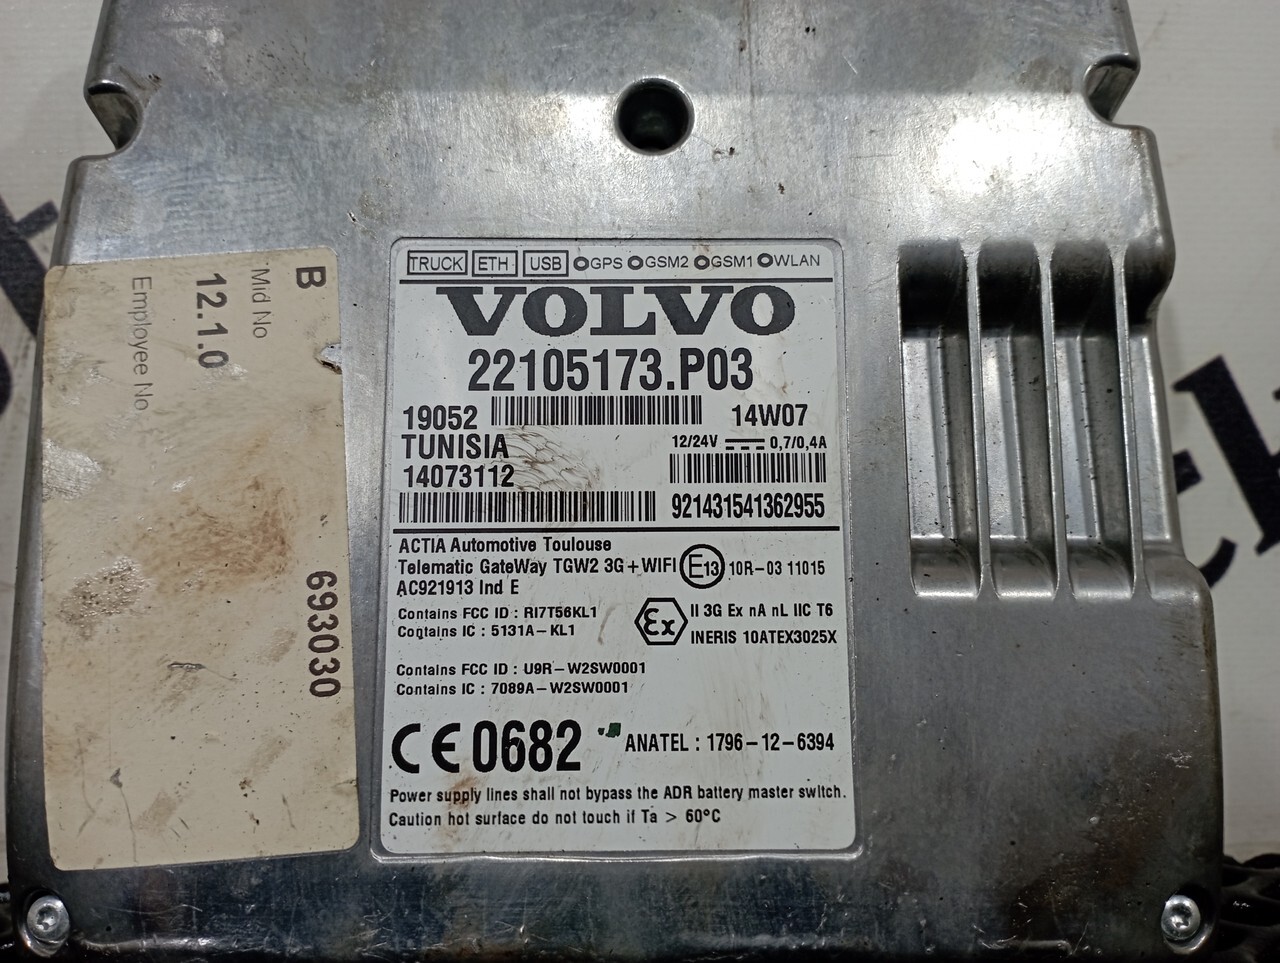 TRUCK ETH. USB GPS GSM2 GSM1 WLAN
VOLVO
22105173.P03
19052 14W07
TUNISIA 12/24V 0,7/0,4A
14073112
921431541362955
ACTIA Automotive Toulouse
Telematic GateWay TGW2 3G+WIFI E13 10R-03 11015
AC921913 Ind E
Contains FCC ID : RI7T56KL1 Ex II 3G Ex nA nL IIC T6
Contains IC : 5131A-KL1 INERIS 10ATEX3025X
Contains FCC ID : U9R-W2SW0001
Contains IC : 7089A-W2SW0001
CE 0682 ANATEL : 1796-12-6394
Power supply lines shall not bypass the ADR battery master switch.
Caution hot surface do not touch if Ta > 60°C
B 693030
Mid No
12.1.0
Employee No